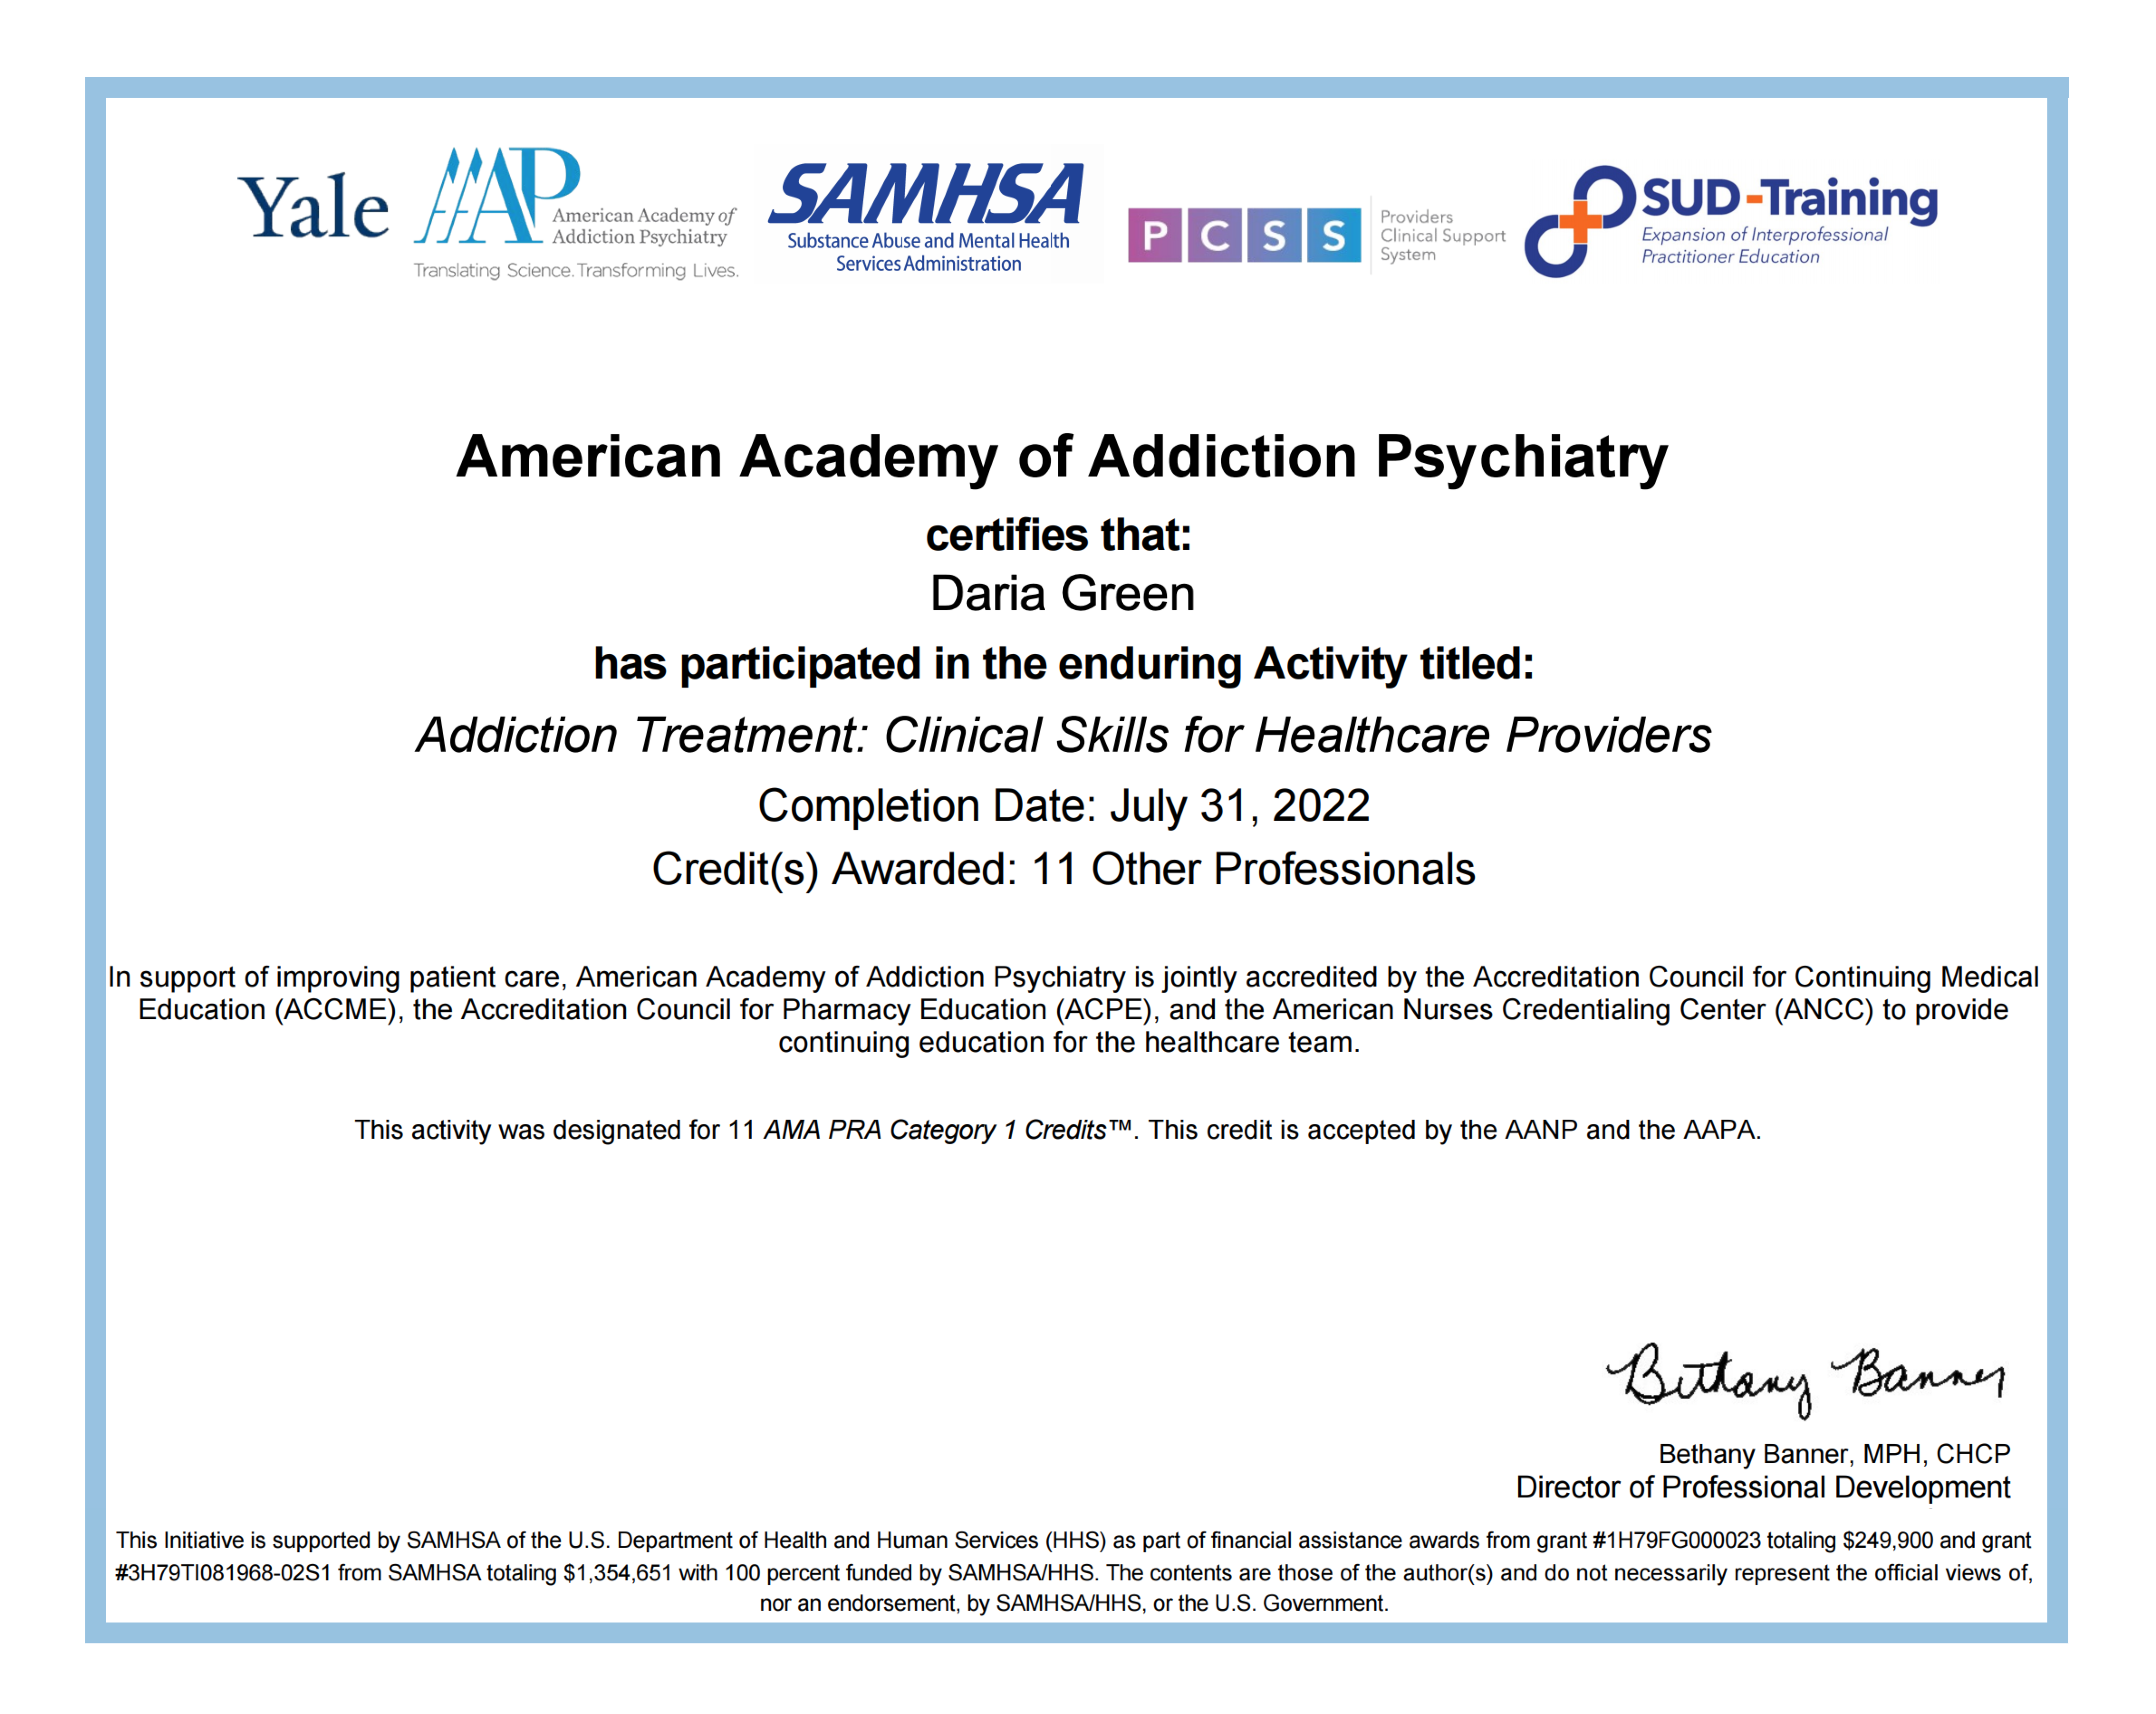 Yale
AAAP
American Academy of
Addiction Psychiatry
Translating Science. Transforming Lives.
SAMHSA
Substance Abuse and Mental Health
Services Administration
PCSS
Providers
Clinical Support
System
SUD-Training
Expansion of Interprofessional
Practitioner Education
American Academy of Addiction Psychiatry
certifies that:
Daria Green
has participated in the enduring Activity titled:
Addiction Treatment: Clinical Skills for Healthcare Providers
Completion Date: July 31, 2022
Credit(s) Awarded: 11 Other Professionals
In support of improving patient care, American Academy of Addiction Psychiatry is jointly accredited by the Accreditation Council for Continuing Medical
Education (ACCME), the Accreditation Council for Pharmacy Education (ACPE), and the American Nurses Credentialing Center (ANCC) to provide
continuing education for the healthcare team.
This activity was designated for 11 AMA PRA Category 1 Credits™. This credit is accepted by the AANP and the AAPA.
Bethany Banner
Bethany Banner, MPH, CHCP
Director of Professional Development
This Initiative is supported by SAMHSA of the U.S. Department of Health and Human Services (HHS) as part of financial assistance awards from grant #1H79FG000023 totaling $249,900 and grant
#3H79TI081968-02S1 from SAMHSA totaling $1,354,651 with 100 percent funded by SAMHSA/HHS. The contents are those of the author(s) and do not necessarily represent the official views of,
nor an endorsement, by SAMHSA/HHS, or the U.S. Government.